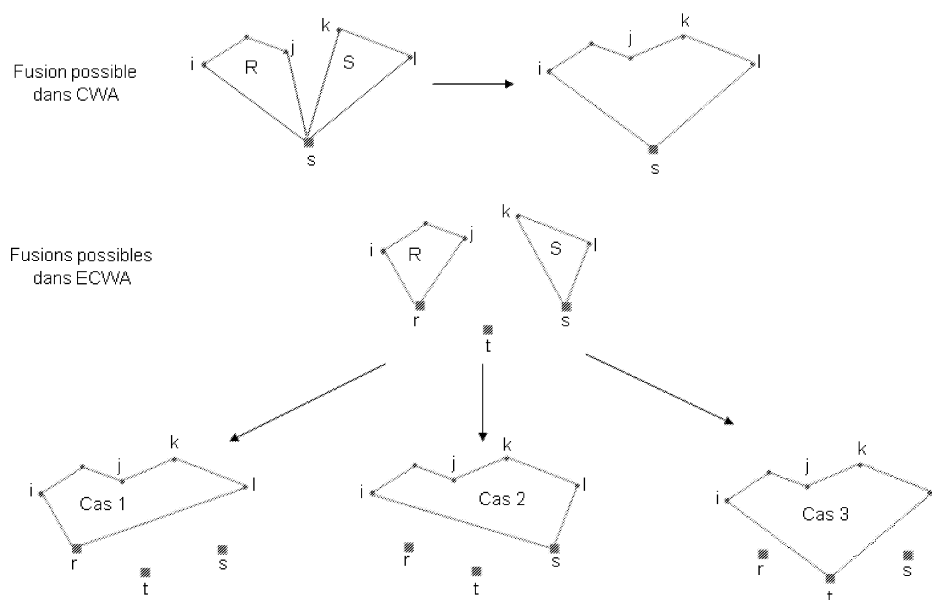 k
j
i
R
S
l
s
Fusion possible
dans CWA
k
j
i
l
s
Fusions possibles
dans ECWA
k
i
R
j
S
l
r
s
t
k
j
i
l
Cas 1
r
s
t
k
j
i
l
Cas 2
r
s
t
k
j
i
Cas 3
r
s
t